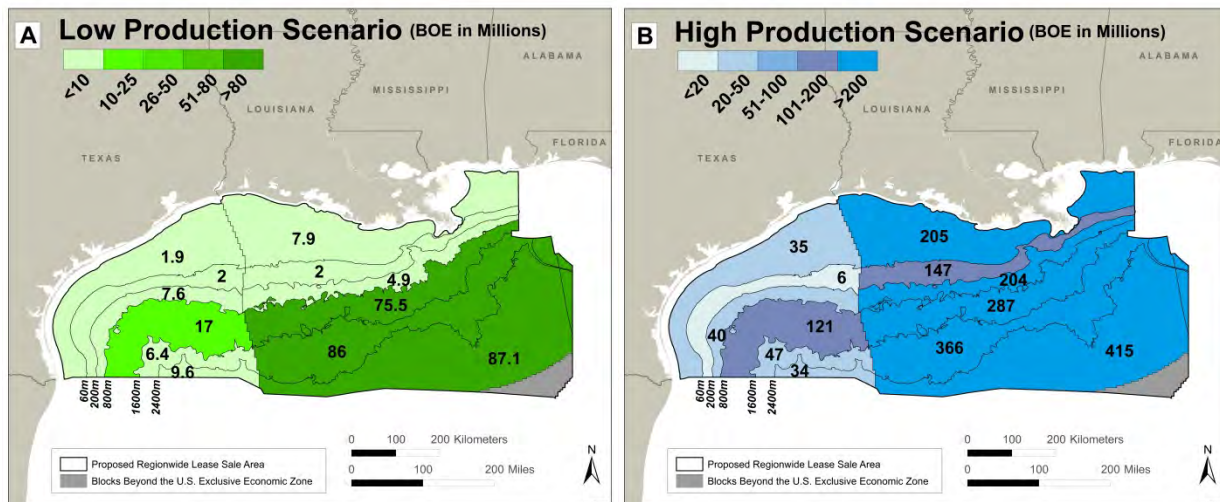 A Low Production Scenario (BOE in Millions)
<10 10-25 26-50 51-80 >80
ALABAMA
MISSISSIPPI
LOUISIANA
FLORIDA
TEXAS
7.9
1.9
2 2
4.9
7.6
75.5
17
6.4
86
87.1
9.6
60m 200m 800m 1600m 2400m
0 100 200 Kilometers
Proposed Regionwide Lease Sale Area
Blocks Beyond the U.S. Exclusive Economic Zone
0 100 200 Miles
N
B High Production Scenario (BOE in Millions)
<20 20-50 51-100 101-200 >200
ALABAMA
MISSISSIPPI
LOUISIANA
FLORIDA
TEXAS
205
35
6 147
204
287
40
121
47
366
415
34
60m 200m 800m 1600m 2400m
0 100 200 Kilometers
Proposed Regionwide Lease Sale Area
Blocks Beyond the U.S. Exclusive Economic Zone
0 100 200 Miles
N